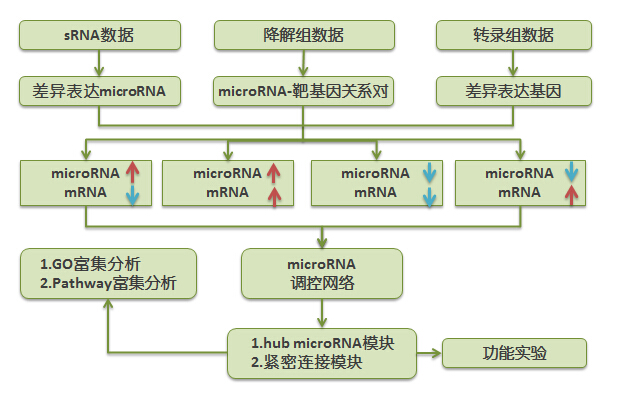 sRNA数据
降解组数据
转录组数据
差异表达microRNA
microRNA-靶基因关系对
差异表达基因
microRNA
mRNA
microRNA
mRNA
microRNA
mRNA
microRNA
mRNA
1.GO富集分析
2.Pathway富集分析
microRNA
调控网络
1.hub microRNA模块
2.紧密连接模块
功能实验